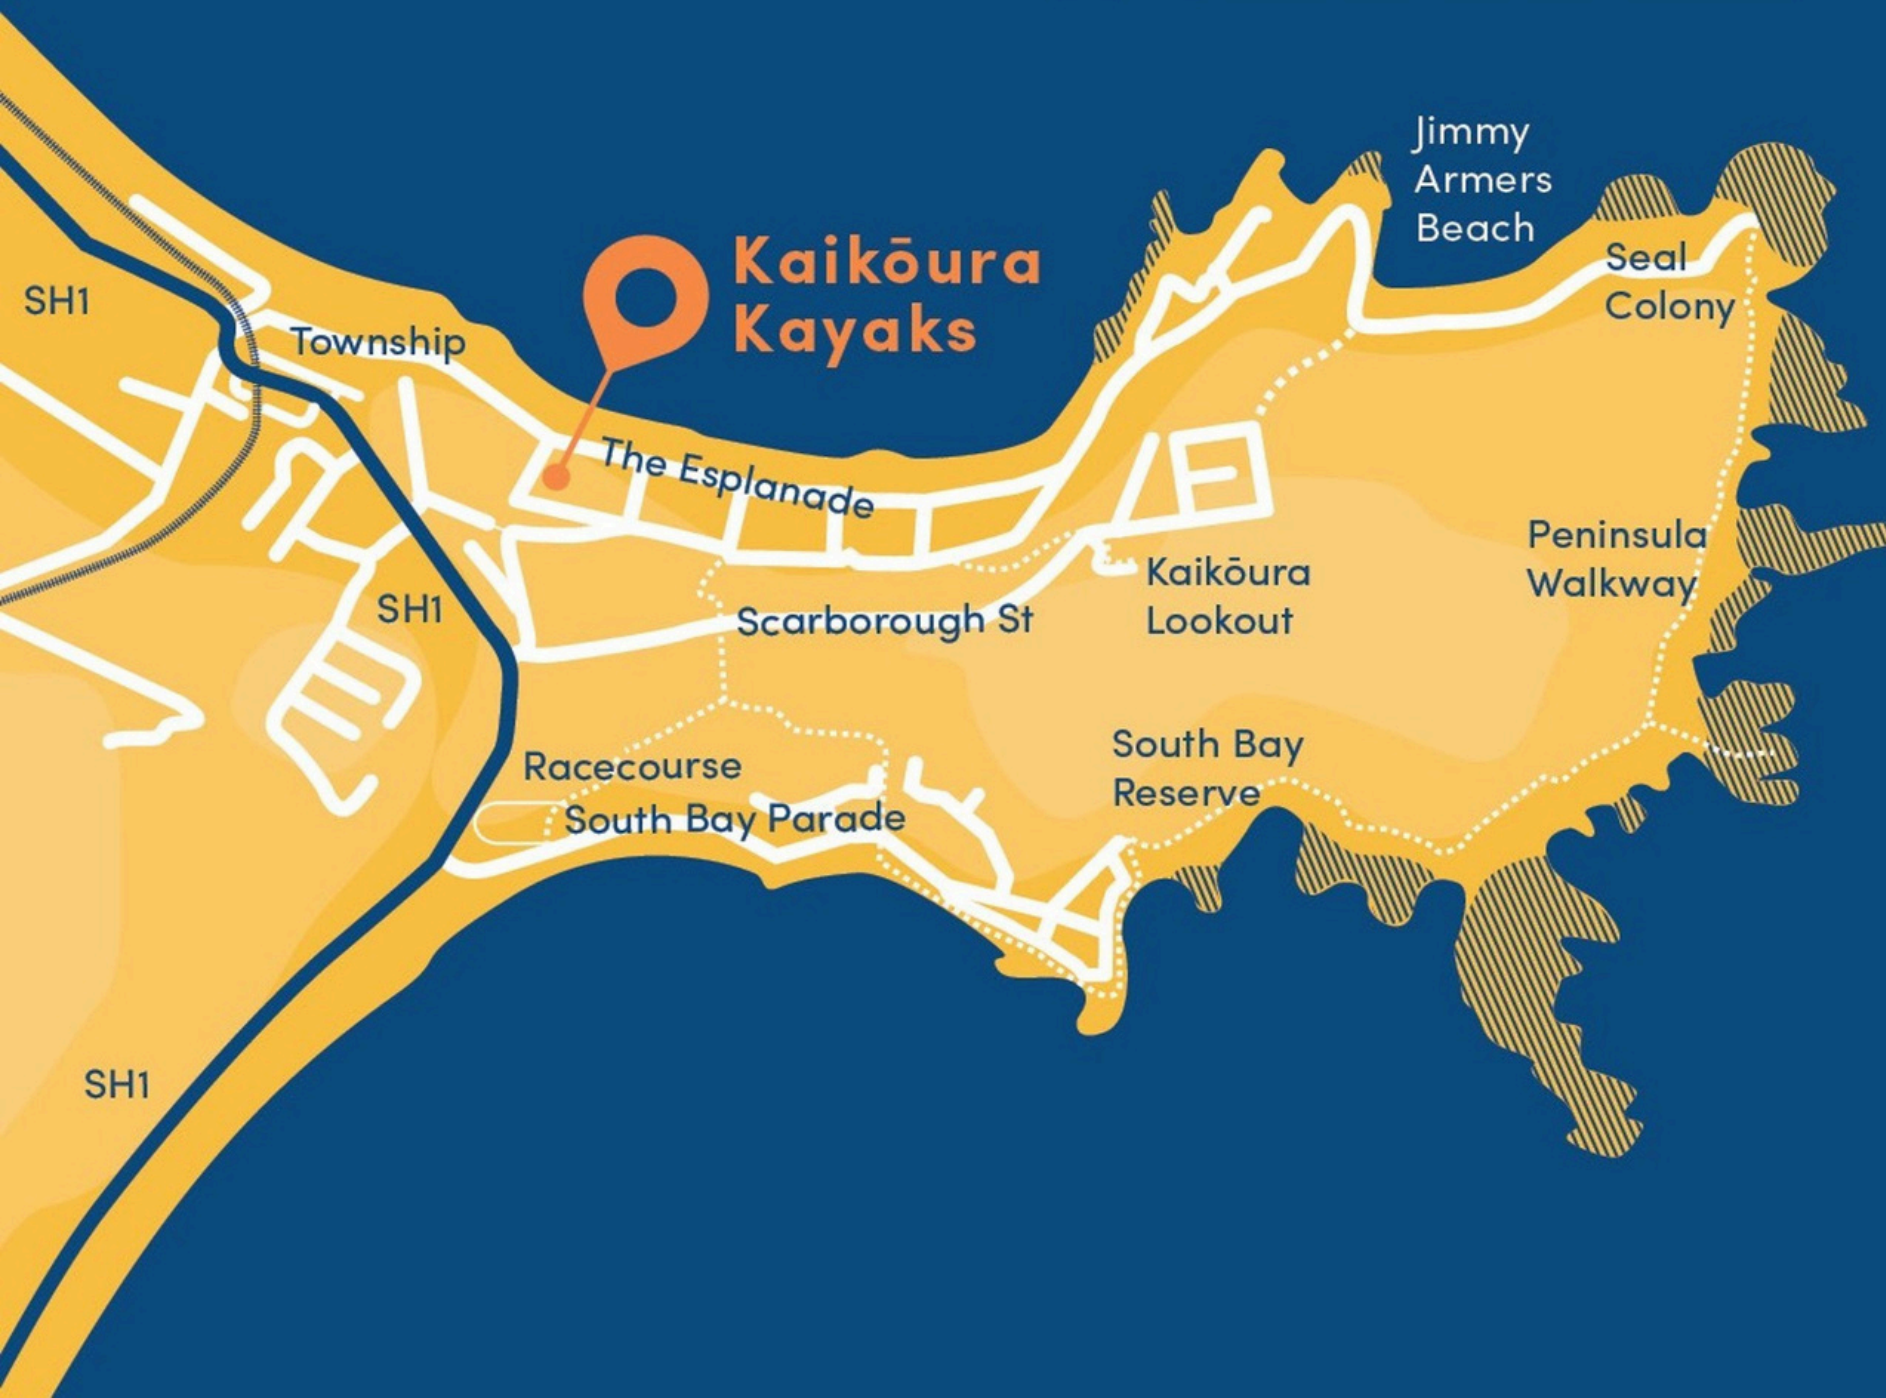 Jimmy
Armers
Beach
Kaikōura
Kayaks
Seal
Colony
SH1
Township
The Esplanade
Peninsula
Walkway
Kaikōura
Lookout
SH1
Scarborough St
South Bay
Reserve
Racecourse
South Bay Parade
SH1